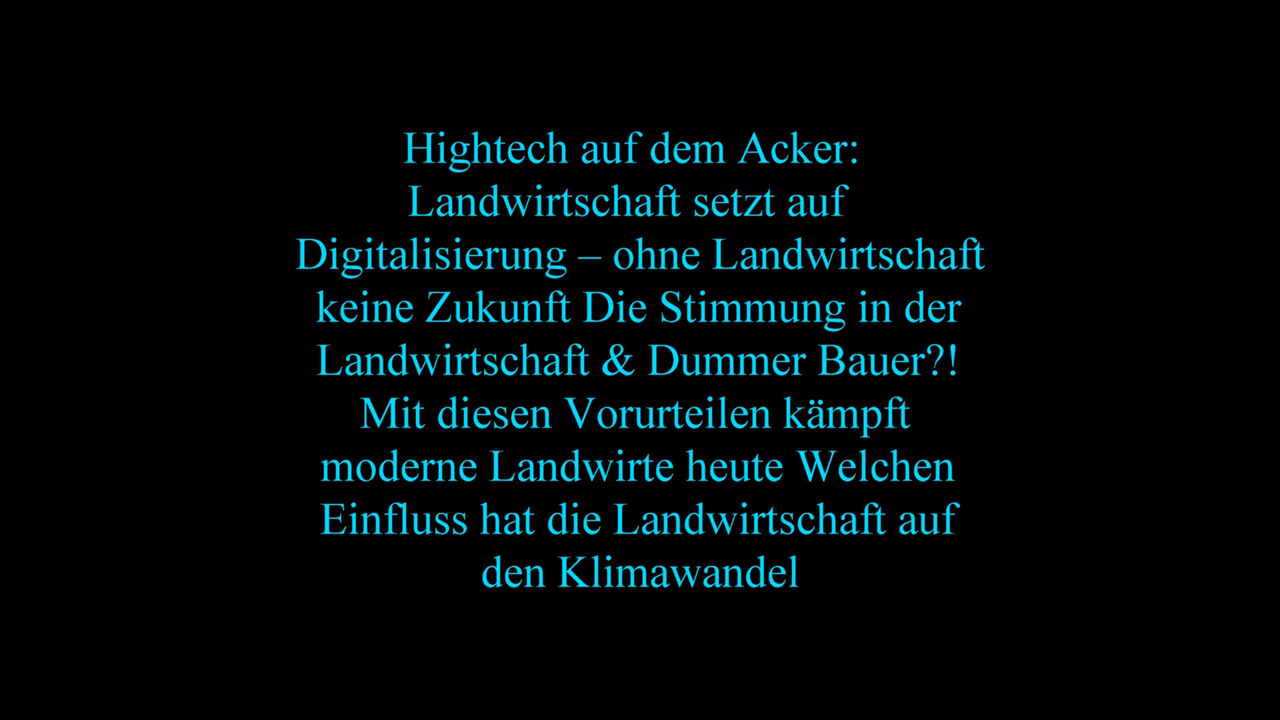 Hightech auf dem Acker:
Landwirtschaft setzt auf
Digitalisierung – ohne Landwirtschaft
keine Zukunft Die Stimmung in der
Landwirtschaft & Dummer Bauer?!
Mit diesen Vorurteilen kämpft
moderne Landwirte heute Welchen
Einfluss hat die Landwirtschaft auf
den Klimawandel